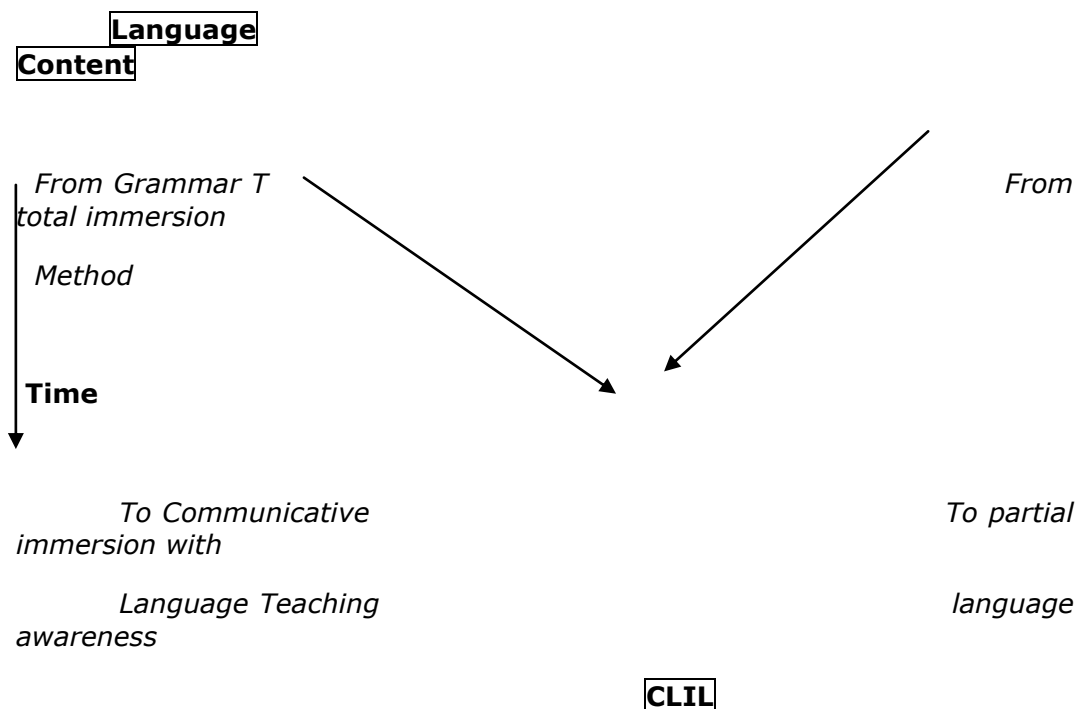 Language
Content
From Grammar T From
total immersion
Method
Time
To Communicative To partial
immersion with
Language Teaching language
awareness
CLIL